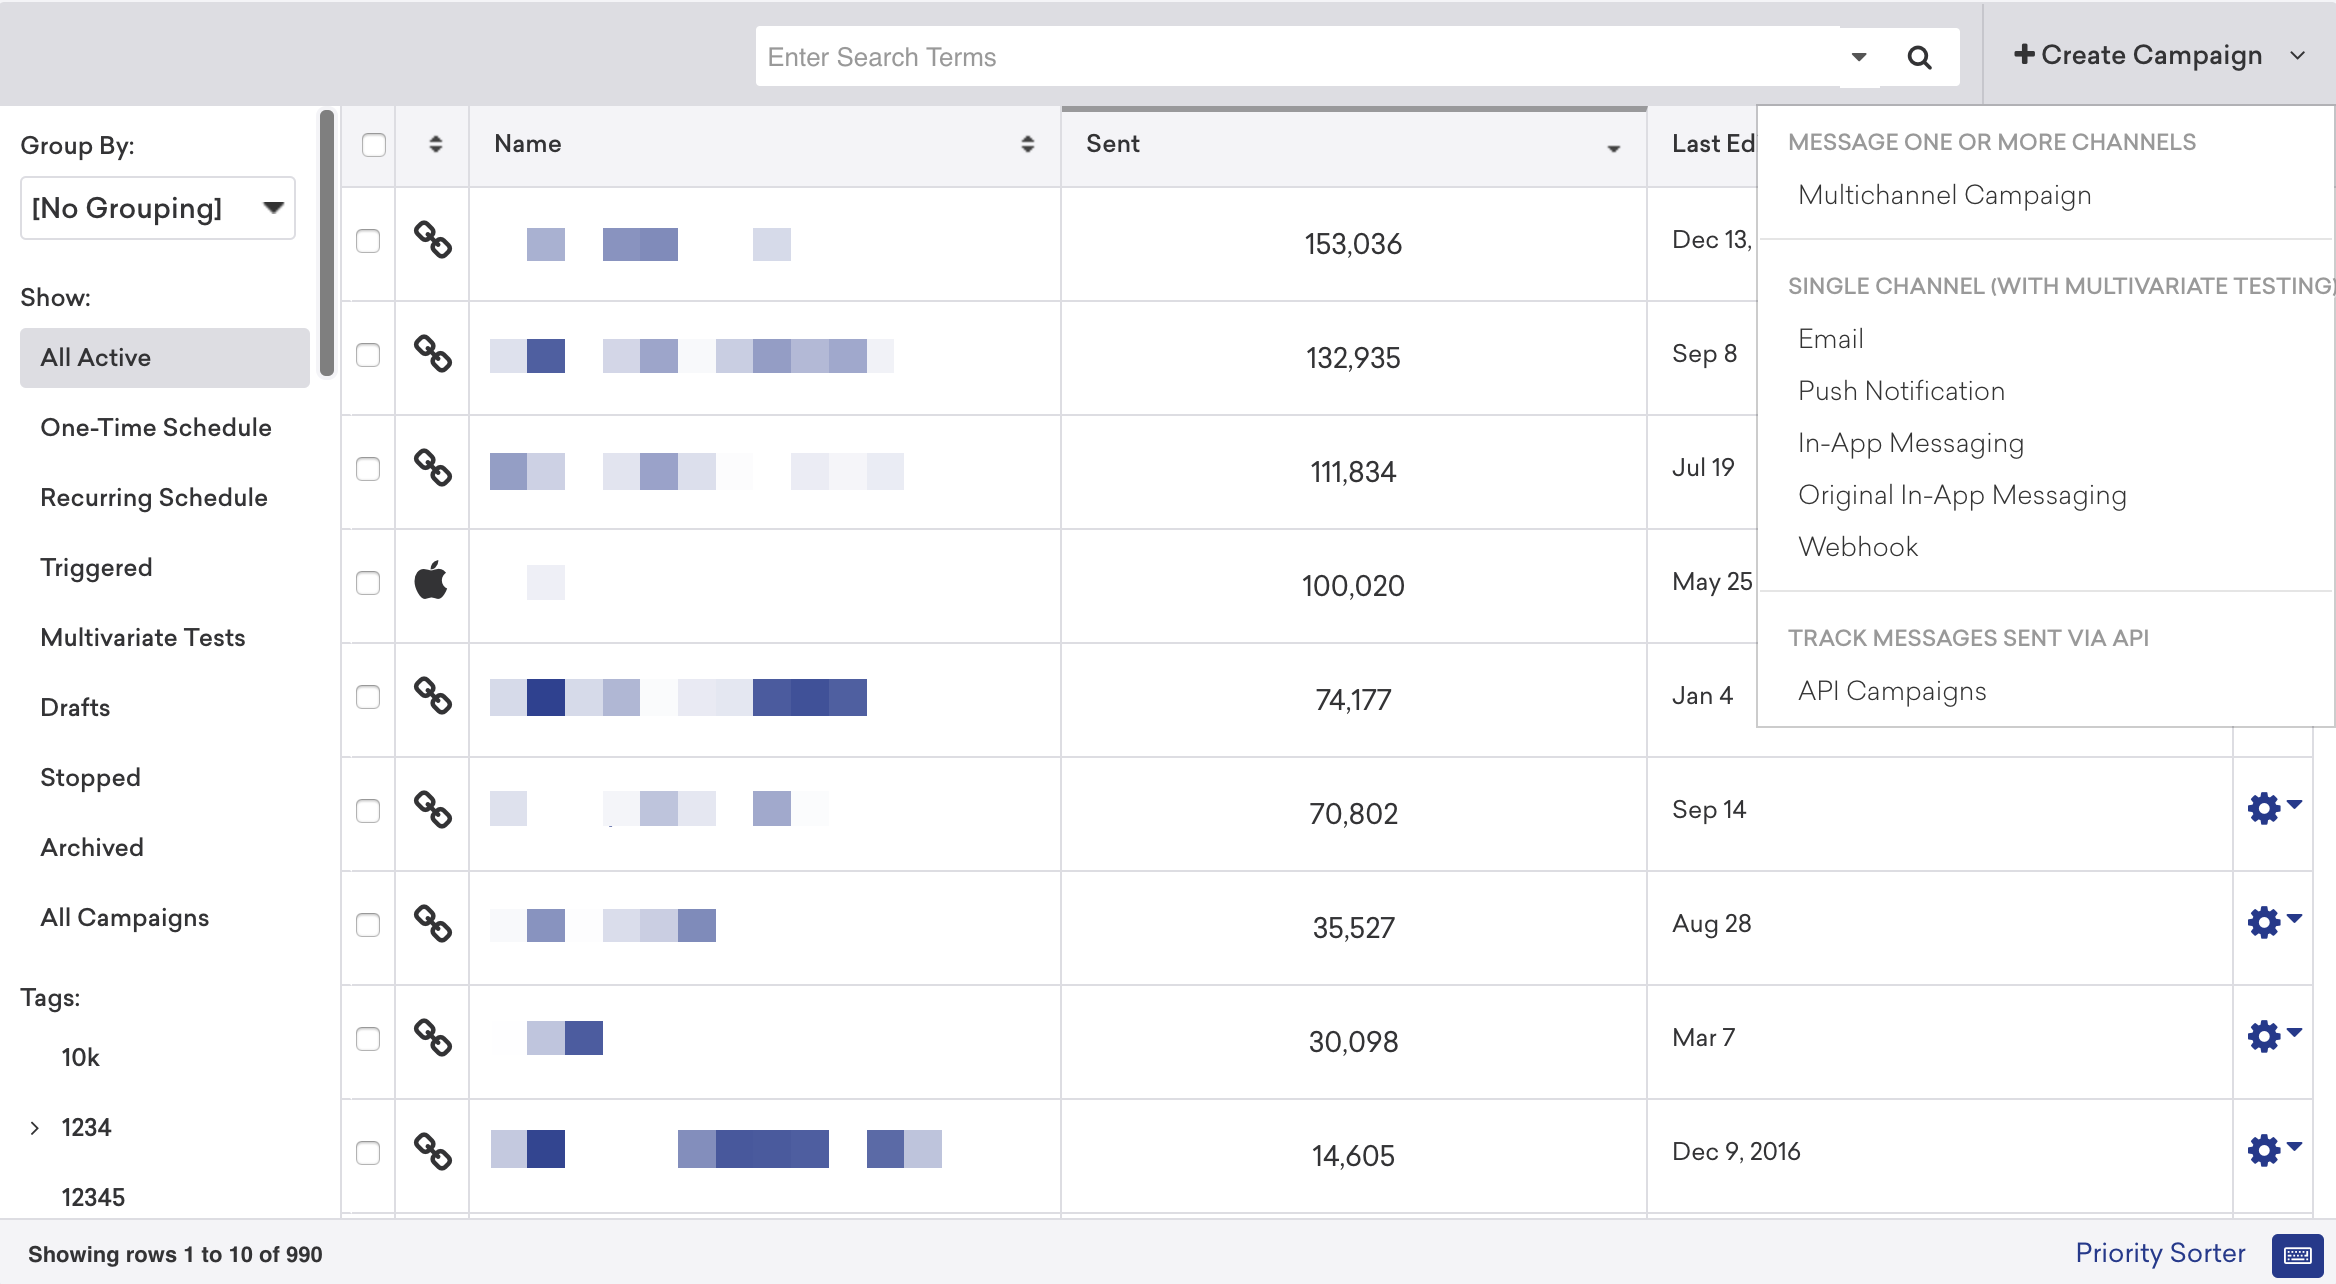 Enter Search Terms
Create Campaign
Group By:
[No Grouping]
Show:
All Active
One-Time Schedule
Recurring Schedule
Triggered
Multivariate Tests
Drafts
Stopped
Archived
All Campaigns
Tags:
10k
1234
12345
Name Sent Last Ed
153,036 Dec 13,
132,935 Sep 8
111,834 Jul 19
100,020 May 25
74,177 Jan 4
70,802 Sep 14
35,527 Aug 28
30,098 Mar 7
14,605 Dec 9, 2016
MESSAGE ONE OR MORE CHANNELS
Multichannel Campaign
SINGLE CHANNEL (WITH MULTIVARIATE TESTING)
Email
Push Notification
In-App Messaging
Original In-App Messaging
Webhook
TRACK MESSAGES SENT VIA API
API Campaigns
Showing rows 1 to 10 of 990
Priority Sorter